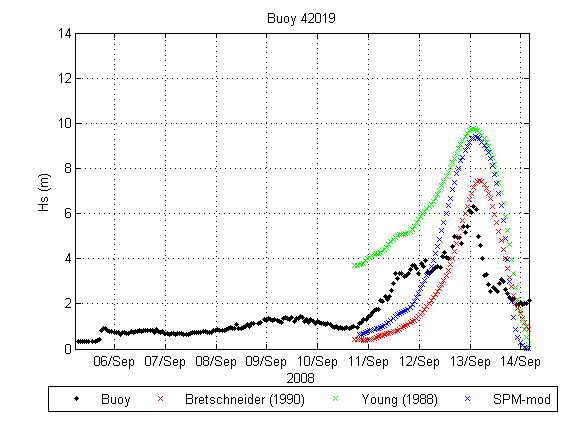 Buoy 42019
14
12
10
8
6
4
2
0
Hs (m)
06/Sep 07/Sep 08/Sep 09/Sep 10/Sep 11/Sep 12/Sep 13/Sep 14/Sep
2008
Buoy Bretschneider (1990) Young (1988) SPM-mod